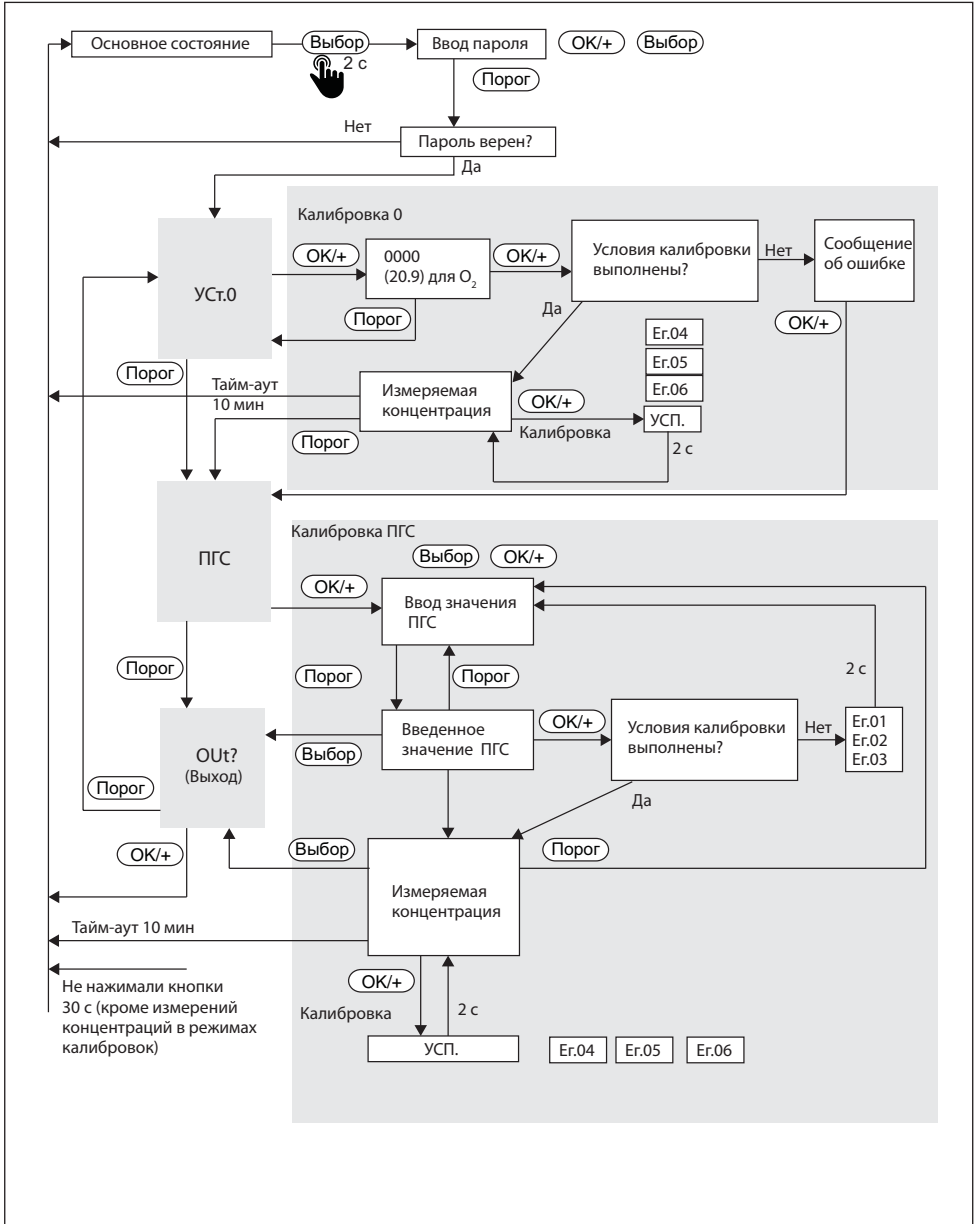 Основное состояние
Выбор
2 с
Ввод пароля
OK/+
Выбор
Порог
Нет
Пароль верен?
Да
Калибровка 0
УСт.0
OK/+
0000
(20.9) для O₂
OK/+
Условия калибровки
выполнены?
Нет
Сообщение
об ошибке
Порог
Да
OK/+
Er.04
Er.05
Er.06
Порог
Тайм-аут
10 мин
Измеряемая
концентрация
OK/+
Калибровка
УСП.
Порог
2 с
ПГС
Калибровка ПГС
Выбор
OK/+
OK/+
Ввод значения
ПГС
Порог
Порог
Порог
2 с
OUt?
(Выход)
Выбор
Введенное
значение ПГС
OK/+
Условия калибровки
выполнены?
Нет
Er.01
Er.02
Er.03
Порог
Да
OK/+
Выбор
Порог
Измеряемая
концентрация
Тайм-аут 10 мин
Не нажимали кнопки
30 с (кроме измерений
концентраций в режимах
калибровок)
OK/+
Калибровка
2 с
УСП.
Er.04
Er.05
Er.06